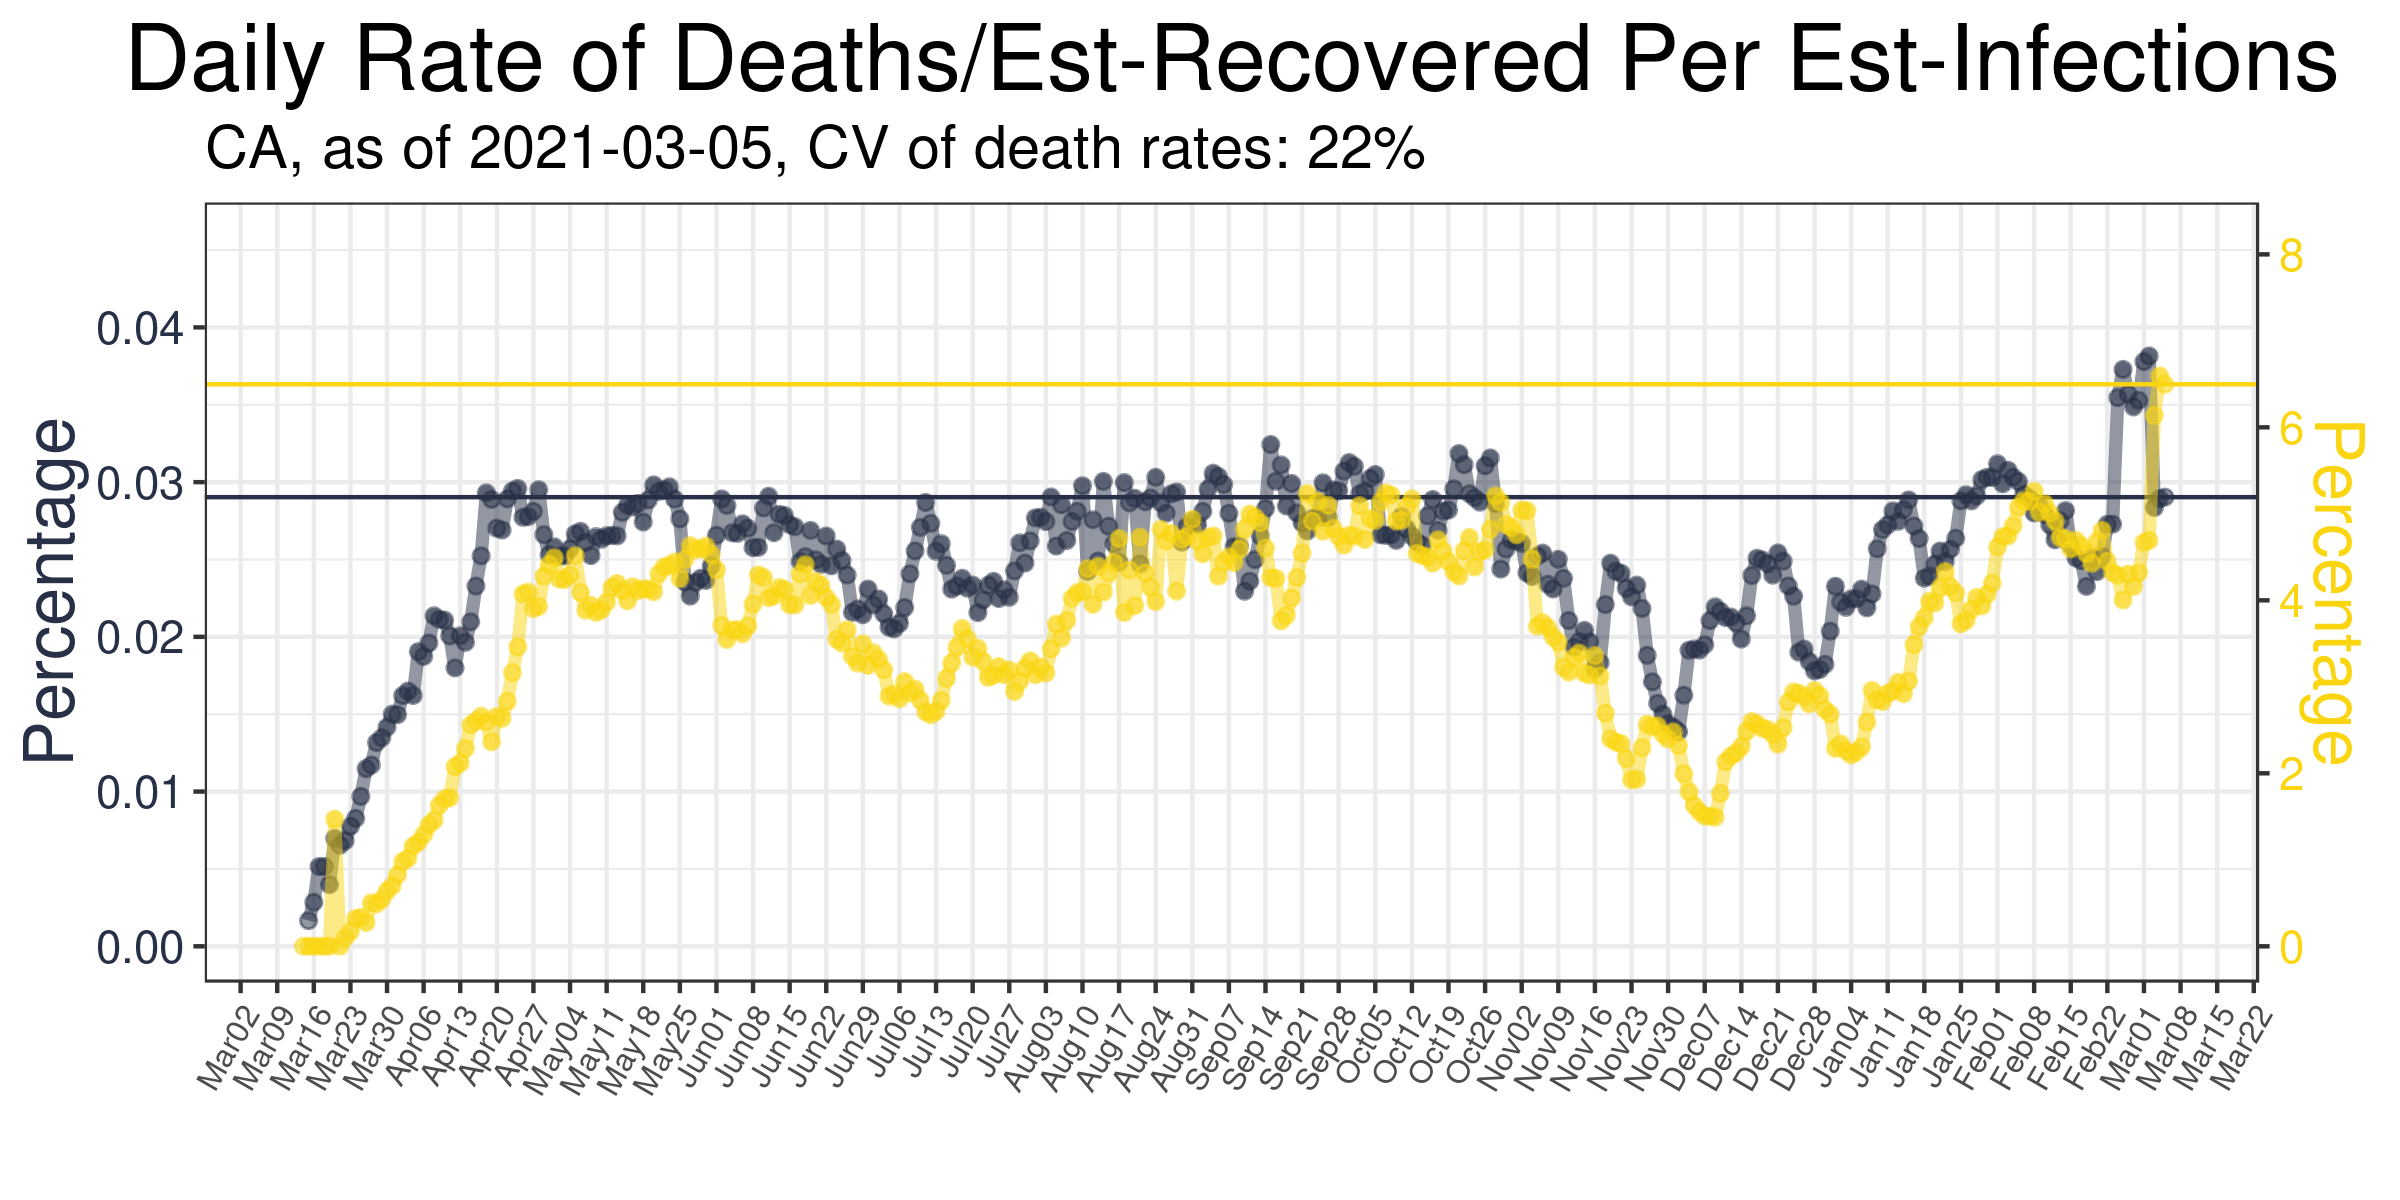 Daily Rate of Deaths/Est-Recovered Per Est-Infections
CA, as of 2021-03-05, CV of death rates: 22%
Percentage
0.04
0.03
0.02
0.01
0.00
8
6
4
2
0
Percentage
Mar02
Mar09
Mar16
Mar23
Mar30
Apr06
Apr13
Apr20
Apr27
May04
May11
May18
May25
Jun01
Jun08
Jun15
Jun22
Jun29
Jul06
Jul13
Jul20
Jul27
Aug03
Aug10
Aug17
Aug24
Aug31
Sep07
Sep14
Sep21
Sep28
Oct05
Oct12
Oct19
Oct26
Nov02
Nov09
Nov16
Nov23
Nov30
Dec07
Dec14
Dec21
Dec28
Jan04
Jan11
Jan18
Jan25
Feb01
Feb08
Feb15
Feb22
Mar01
Mar08
Mar15
Mar22